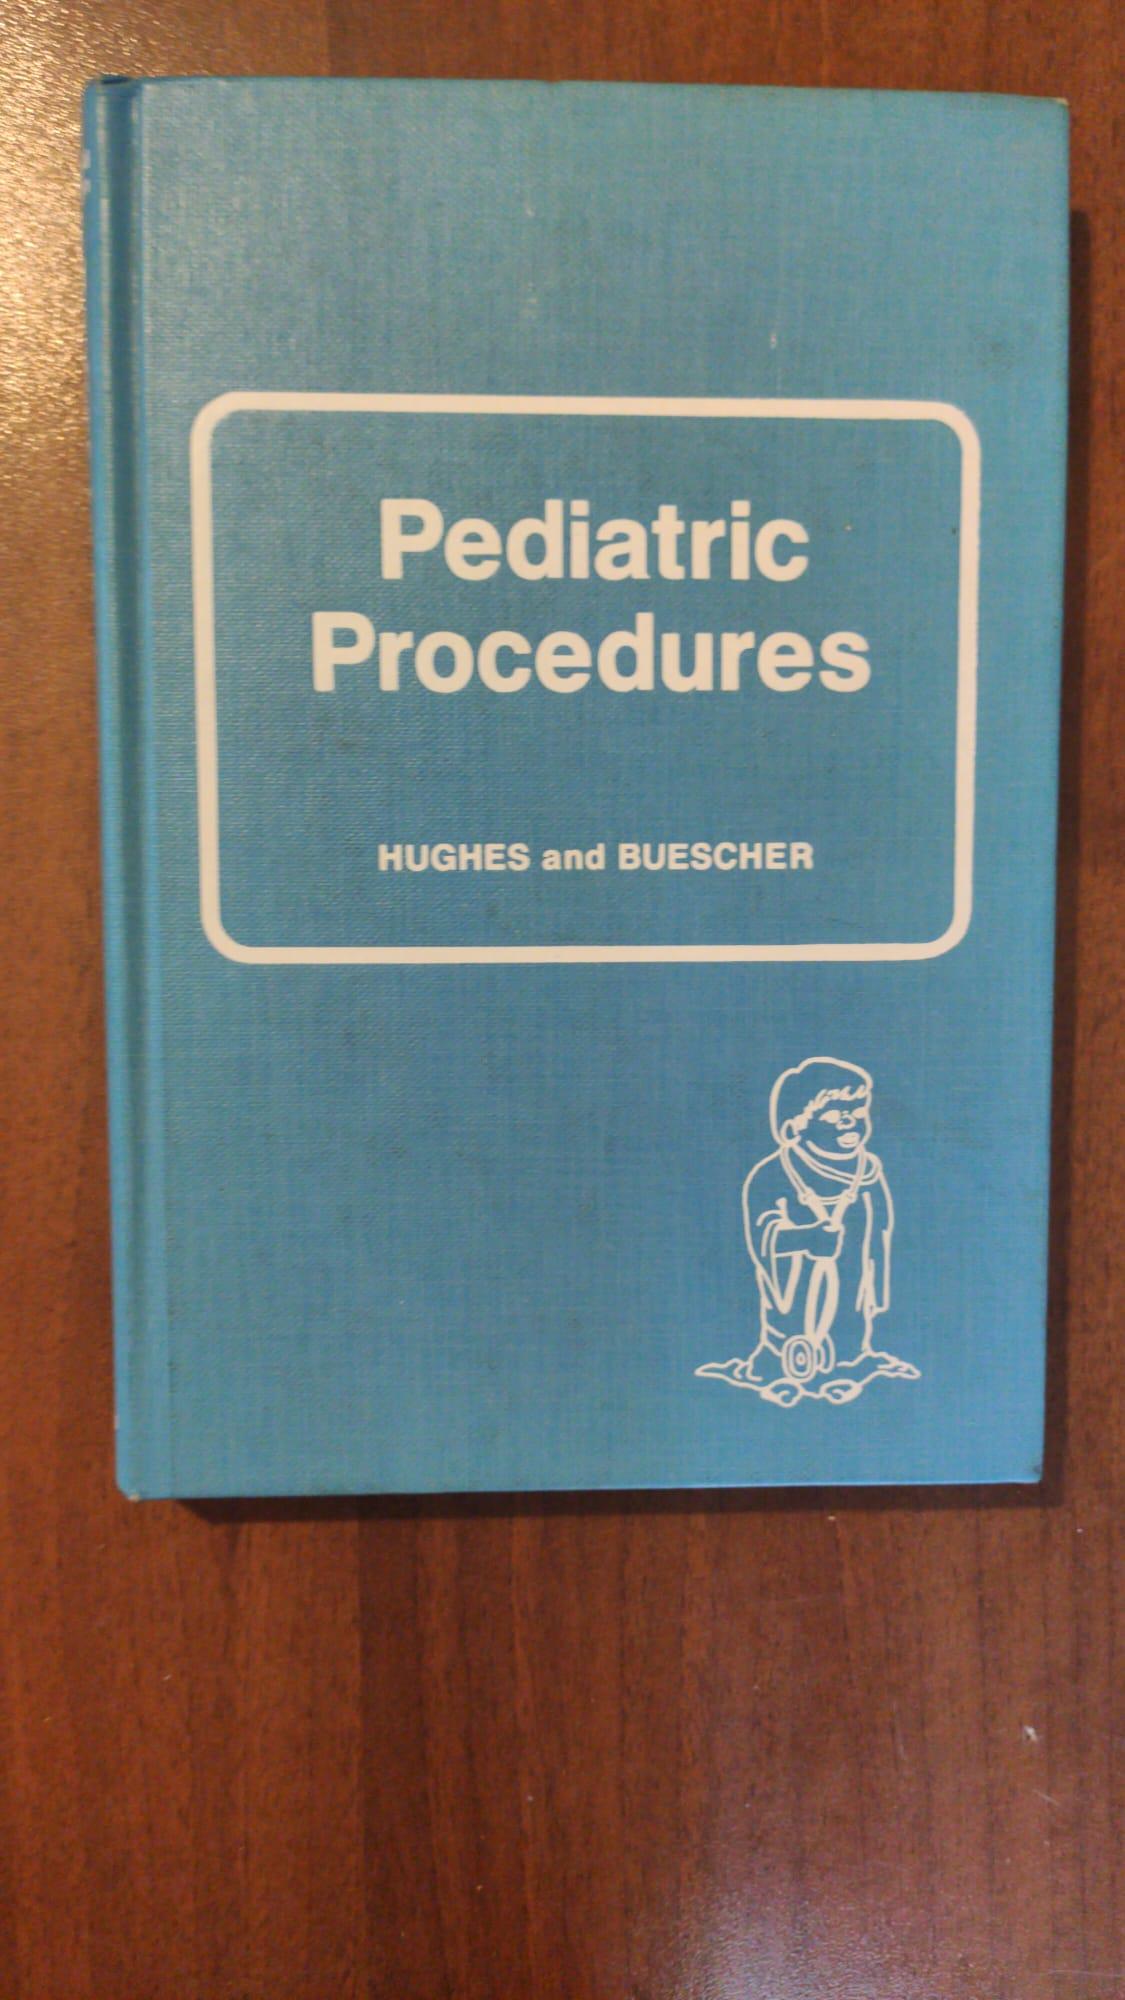 Pediatric
Procedures
HUGHES and BUESCHER